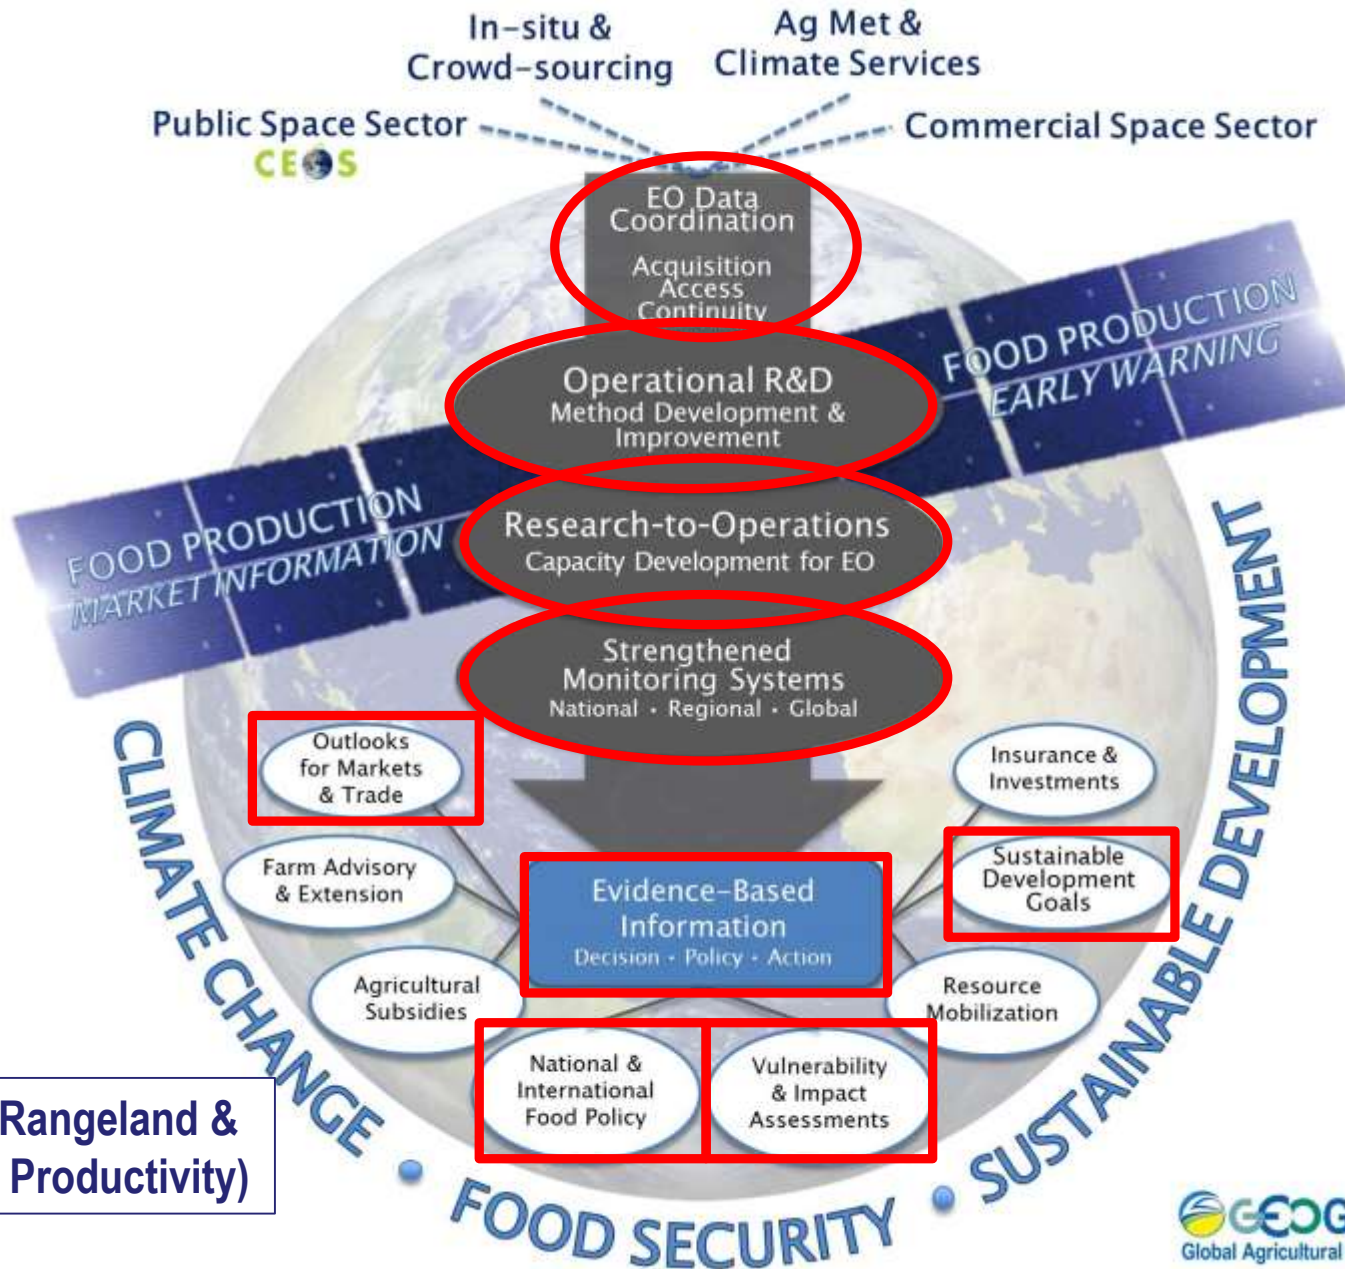 In-situ &
Crowd-sourcing
Ag Met &
Climate Services
Public Space Sector
CEOS
Commercial Space Sector
EO Data
Coordination
Acquisition
Access
Continuity
Operational R&D
Method Development &
Improvement
FOOD PRODUCTION
EARLY WARNING
FOOD PRODUCTION
MARKET INFORMATION
Research-to-Operations
Capacity Development for EO
Strengthened
Monitoring Systems
National • Regional • Global
Outlooks
for Markets
& Trade
Insurance &
Investments
Farm Advisory
& Extension
Evidence-Based
Information
Decision • Policy • Action
Sustainable
Development
Goals
Agricultural
Subsidies
Resource
Mobilization
National &
International
Food Policy
Vulnerability
& Impact
Assessments
CLIMATE CHANGE • FOOD SECURITY • SUSTAINABLE DEVELOPMENT
Rangeland &
Productivity)
GEOG
Global Agricultural